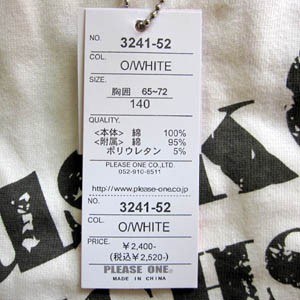 NO. 3241-52
COL. O/WHITE
SIZE.
胸囲 65~72
140
QUALITY.
<本体> 綿 100%
<附属> 綿 95%
ポリウレタン 5%
PLEASE ONE CO.,LTD.
052-910-8511
http://www.please-one.co.jp
NO. 3241-52
COL. O/WHITE
PRICE. ￥2,400-
(税込￥2,520-)
PLEASE ONE®
MADE IN CHINA